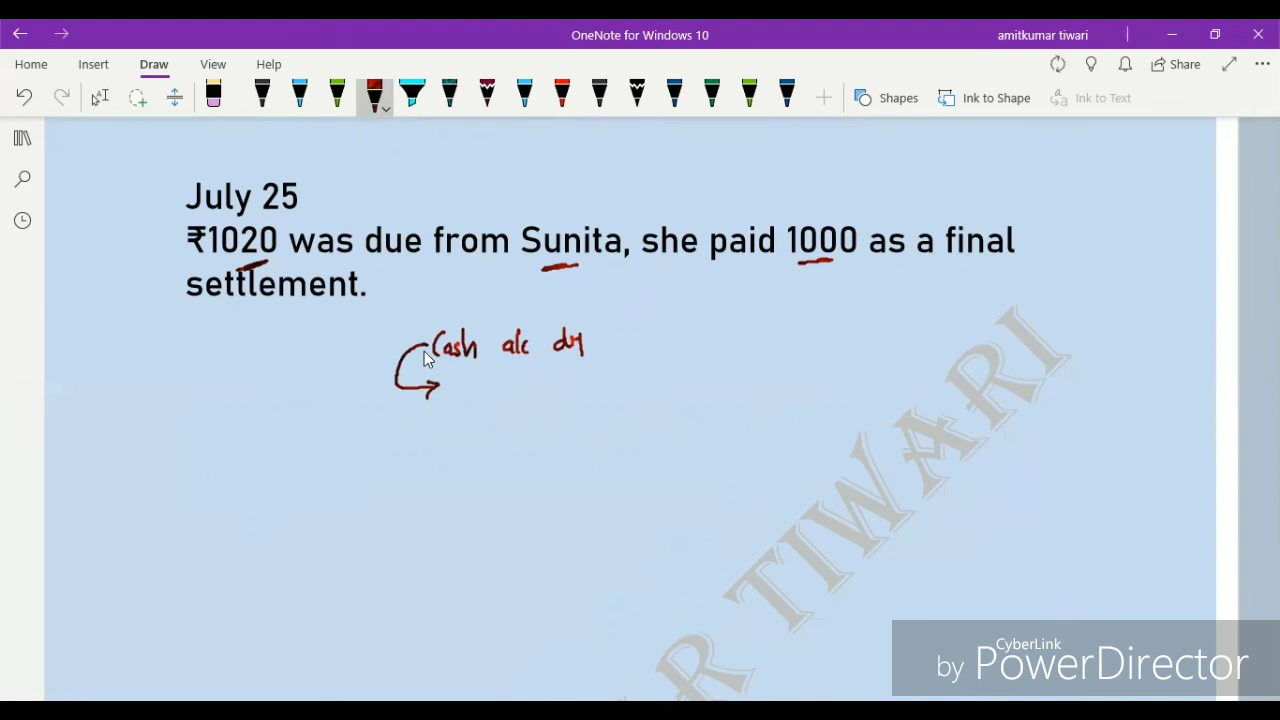 OneNote for Windows 10
amitkumar tiwari
Home Insert Draw View Help
Share
Shapes Ink to Shape Ink to Text
July 25
₹1020 was due from Sunita, she paid 1000 as a final
settlement.
Cash a/c dr
R TIWARI
CyberLink
by PowerDirector